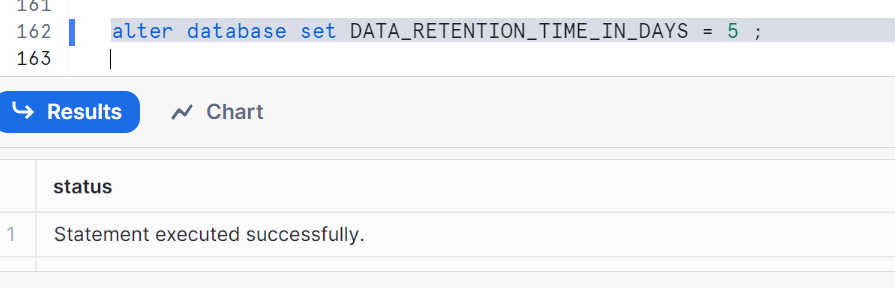 161
162 alter database set DATA_RETENTION_TIME_IN_DAYS = 5 ;
163
Results Chart
status
1 Statement executed successfully.